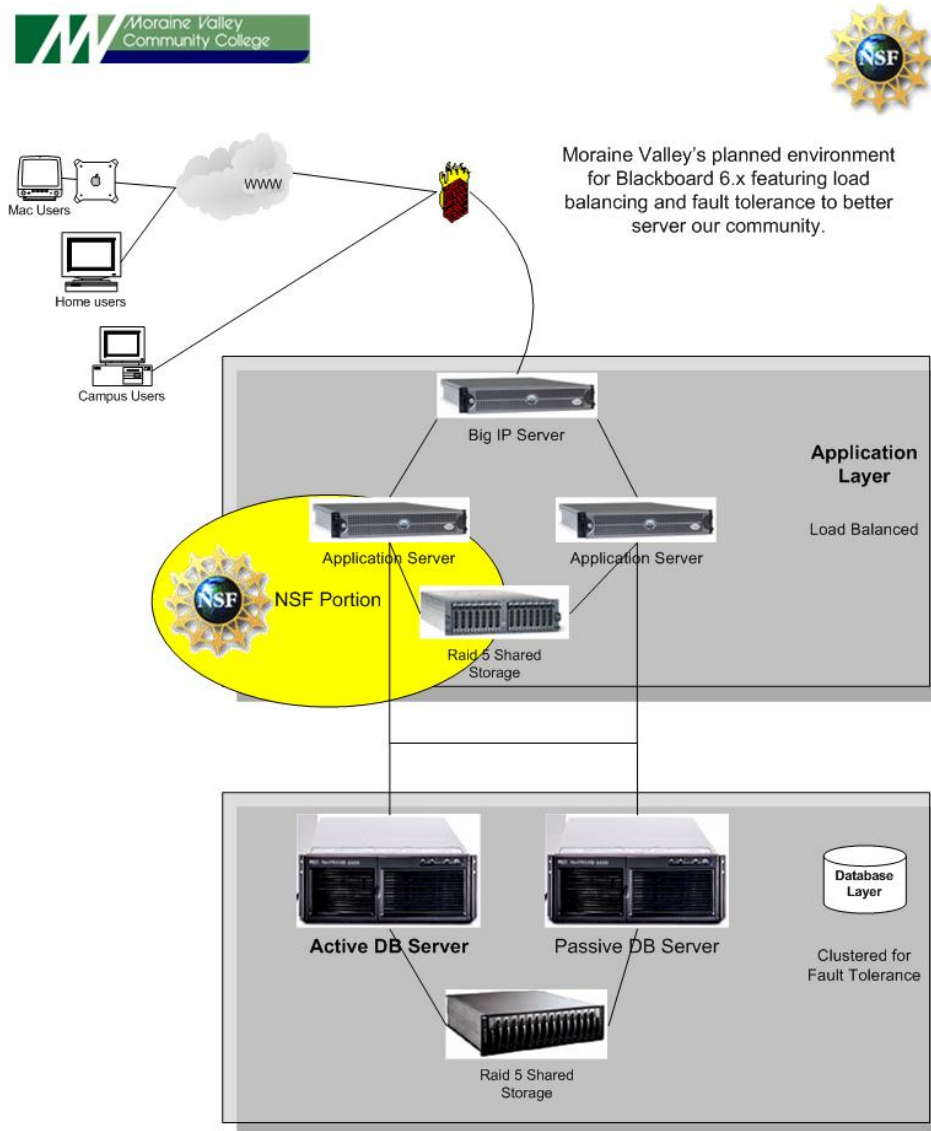 Moraine Valley
Community College
NSF
Moraine Valley's planned environment
for Blackboard 6.x featuring load
balancing and fault tolerance to better
server our community.
WWW
Mac Users
Home users
Campus Users
Big IP Server
Application
Layer
Load Balanced
Application Server
Application Server
NSF
NSF Portion
Raid 5 Shared
Storage
Database
Layer
Active DB Server
Passive DB Server
Clustered for
Fault Tolerance
Raid 5 Shared
Storage